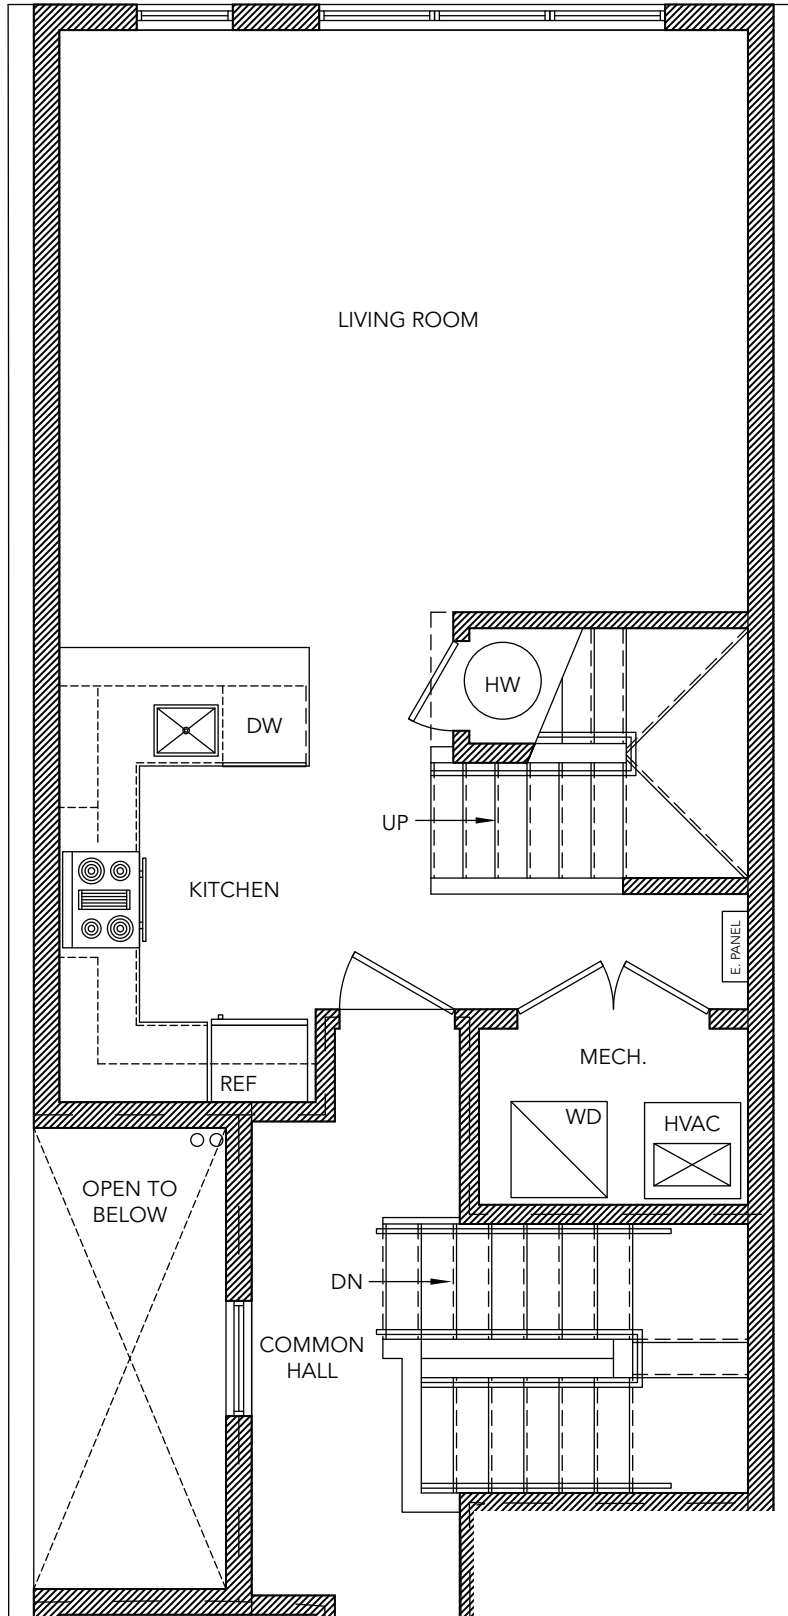 LIVING ROOM
HW
DW
UP
KITCHEN
E. PANEL
MECH.
REF
WD
HVAC
OPEN TO
BELOW
DN
COMMON
HALL